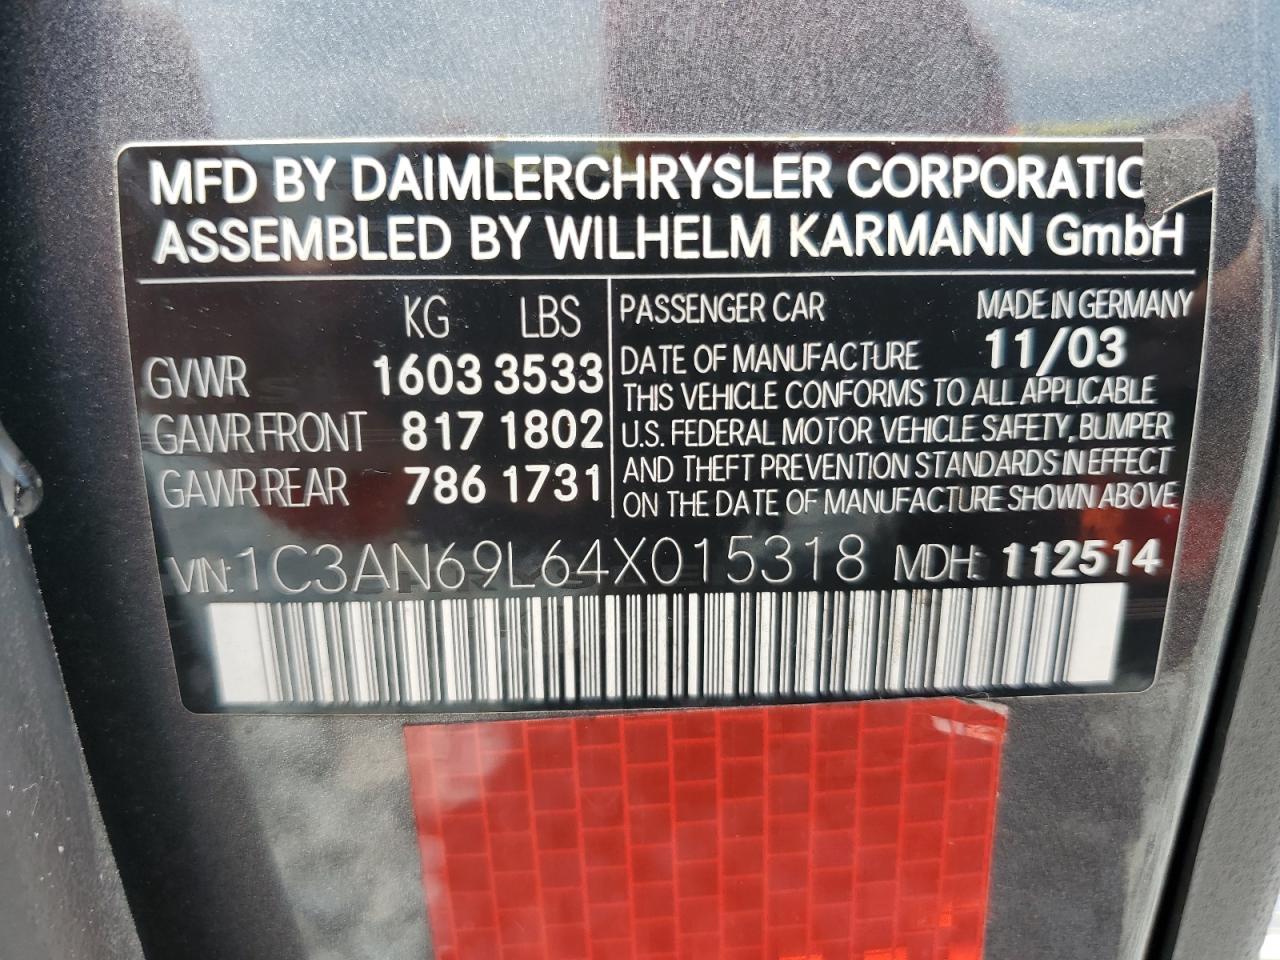 MFD BY DAIMLERCHRYSLER CORPORATIC
ASSEMBLED BY WILHELM KARMANN GmbH
KG LBS
GVWR 1603 3533
GAWR FRONT 817 1802
GAWR REAR 786 1731
PASSENGER CAR MADE IN GERMANY
DATE OF MANUFACTURE 11/03
THIS VEHICLE CONFORMS TO ALL APPLICABLE
U.S. FEDERAL MOTOR VEHICLE SAFETY, BUMPER
AND THEFT PREVENTION STANDARDS IN EFFECT
ON THE DATE OF MANUFACTURE SHOWN ABOVE
VIN: 1C3AN69L64X015318 MDH: 112514